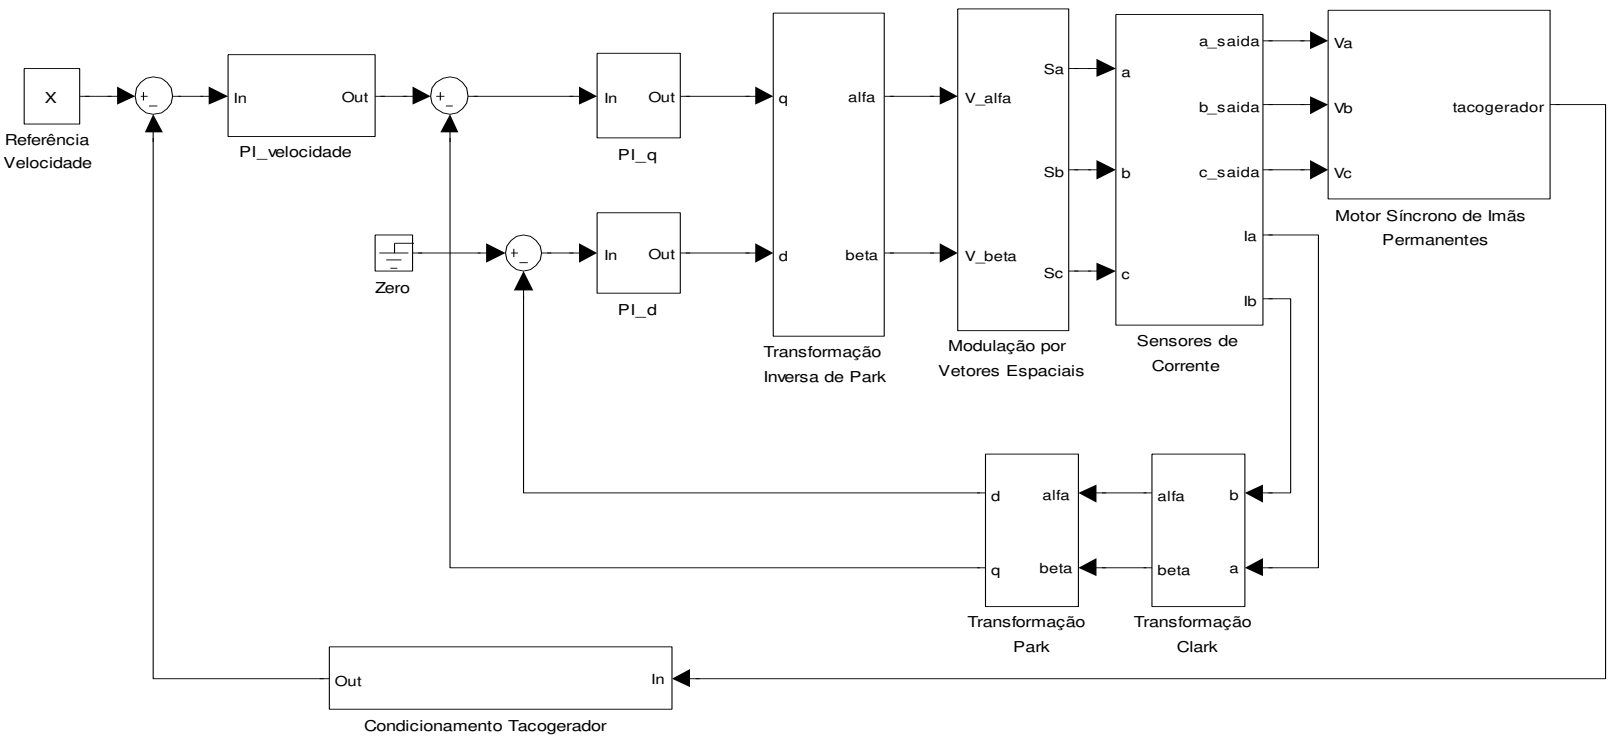 X
+
−
Referência
Velocidade
In
Out
PI_velocidade
+
−
In
Out
PI_q
Zero
+
−
In
Out
PI_d
q
alfa
d
beta
Transformação
Inversa de Park
V_alfa
V_beta
Sa
Sb
Sc
Modulação por
Vetores Espaciais
a
b
c
a_saida
b_saida
c_saida
Ia
Ib
Sensores de
Corrente
Va
Vb
Vc
tacogerador
Motor Síncrono de Imãs
Permanentes
d
alfa
q
beta
Transformação
Park
alfa
b
beta
a
Transformação
Clark
Out
In
Condicionamento Tacogerador